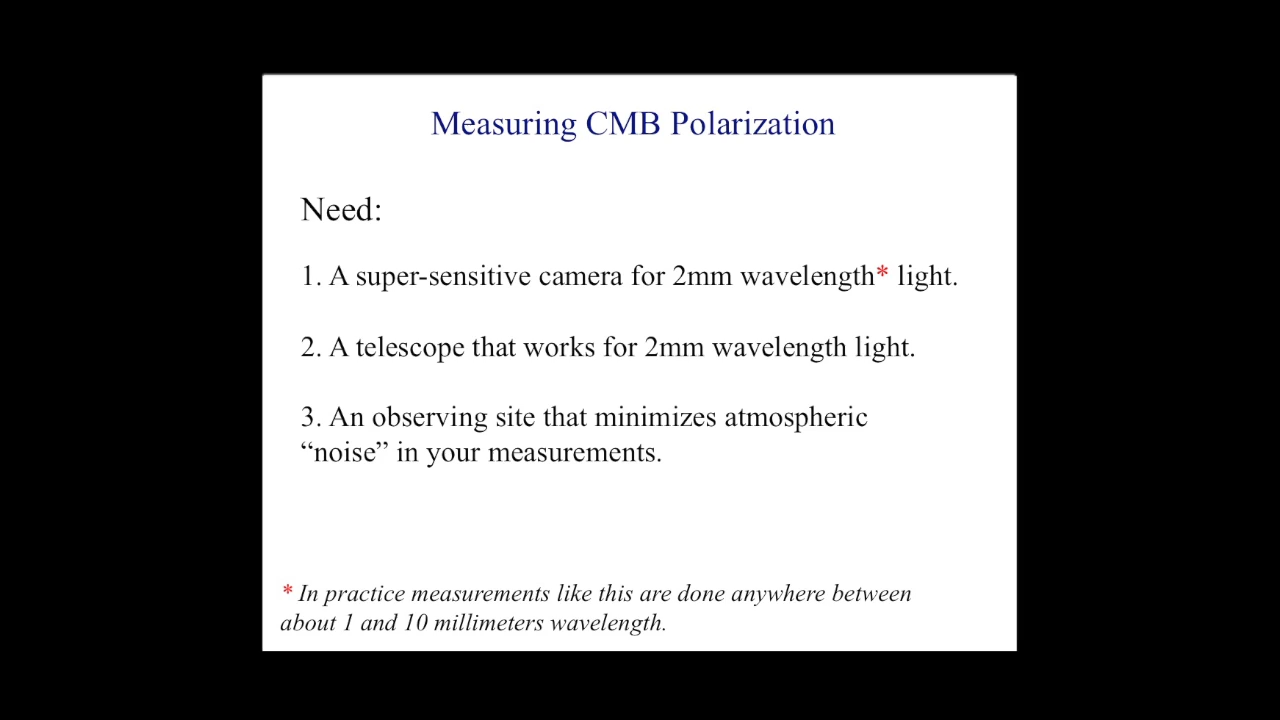 Measuring CMB Polarization
Need:
1. A super-sensitive camera for 2mm wavelength* light.
2. A telescope that works for 2mm wavelength light.
3. An observing site that minimizes atmospheric
“noise” in your measurements.
* In practice measurements like this are done anywhere between
about 1 and 10 millimeters wavelength.